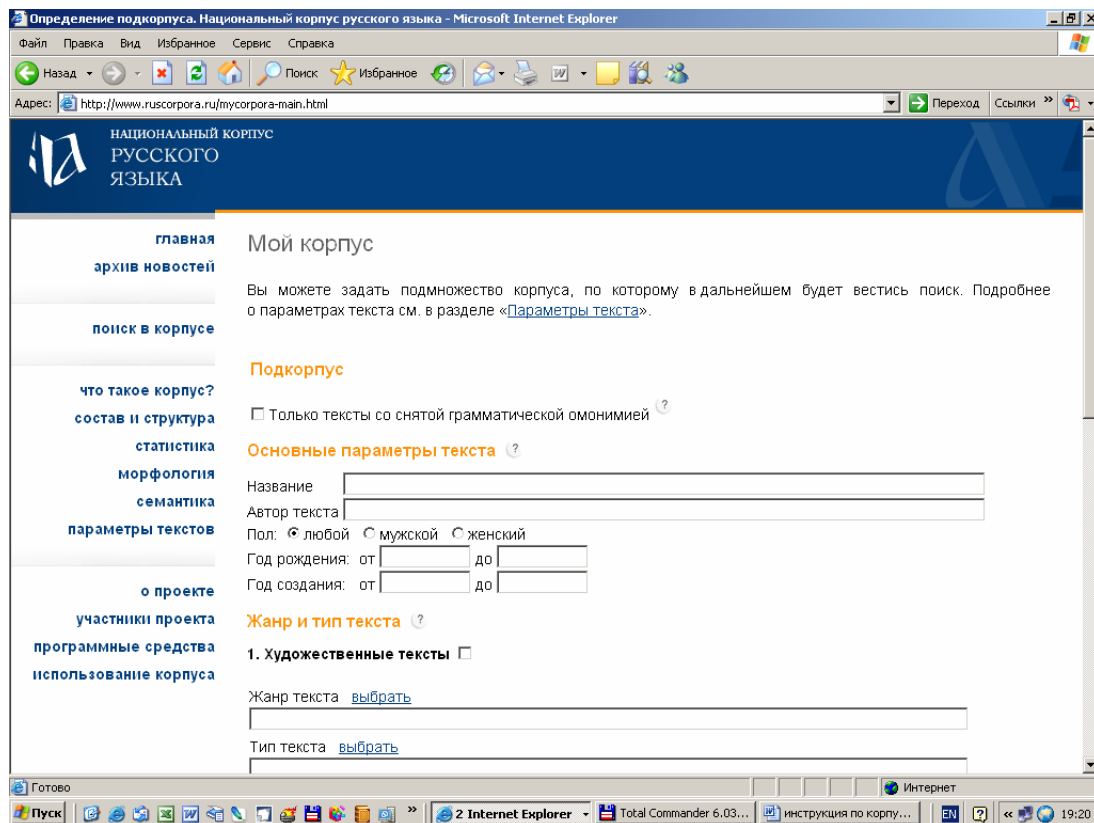 Определение подкорпуса. Национальный корпус русского языка - Microsoft Internet Explorer
Файл Правка Вид Избранное Сервис Справка
Назад Поиск Избранное
Адрес: http://www.ruscorpora.ru/mycorpora-main.html Переход Ссылки »
НАЦИОНАЛЬНЫЙ КОРПУС
РУССКОГО
ЯЗЫКА
главная
архив новостей
поиск в корпусе
что такое корпус?
состав и структура
статистика
морфология
семантика
параметры текстов
о проекте
участники проекта
программные средства
использование корпуса
Мой корпус
Вы можете задать подмножество корпуса, по которому в дальнейшем будет вестись поиск. Подробнее
о параметрах текста см. в разделе «Параметры текста».
Подкорпус
Только тексты со снятой грамматической омонимией ?
Основные параметры текста ?
Название
Автор текста
Пол: любой мужской женский
Год рождения: от до
Год создания: от до
Жанр и тип текста ?
1. Художественные тексты
Жанр текста выбрать
Тип текста выбрать
Готово Интернет
Пуск » 2 Internet Explorer Total Commander 6.03... инструкция по корпу... EN ? « 19:20